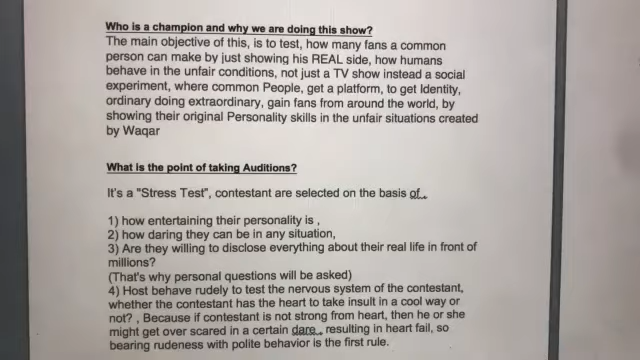 Who is a champion and why we are doing this show?
The main objective of this, is to test, how many fans a common
person can make by just showing his REAL side, how humans
behave in the unfair conditions, not just a TV show instead a social
experiment, where common People, get a platform, to get Identity,
ordinary doing extraordinary, gain fans from around the world, by
showing their original Personality skills in the unfair situations created
by Waqar
What is the point of taking Auditions?
It's a "Stress Test", contestant are selected on the basis of..
1) how entertaining their personality is ,
2) how daring they can be in any situation,
3) Are they willing to disclose everything about their real life in front of
millions?
(That's why personal questions will be asked)
4) Host behave rudely to test the nervous system of the contestant,
whether the contestant has the heart to take insult in a cool way or
not? , Because if contestant is not strong from heart, then he or she
might get over scared in a certain dare.., resulting in heart fail, so
bearing rudeness with polite behavior is the first rule.